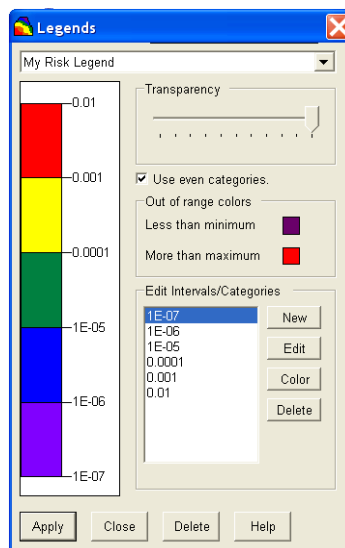 Legends
My Risk Legend
0.01
0.001
0.0001
1E-05
1E-06
1E-07
Transparency
Use even categories.
Out of range colors
Less than minimum
More than maximum
Edit Intervals/Categories
1E-07
1E-06
1E-05
0.0001
0.001
0.01
New
Edit
Color
Delete
Apply
Close
Delete
Help